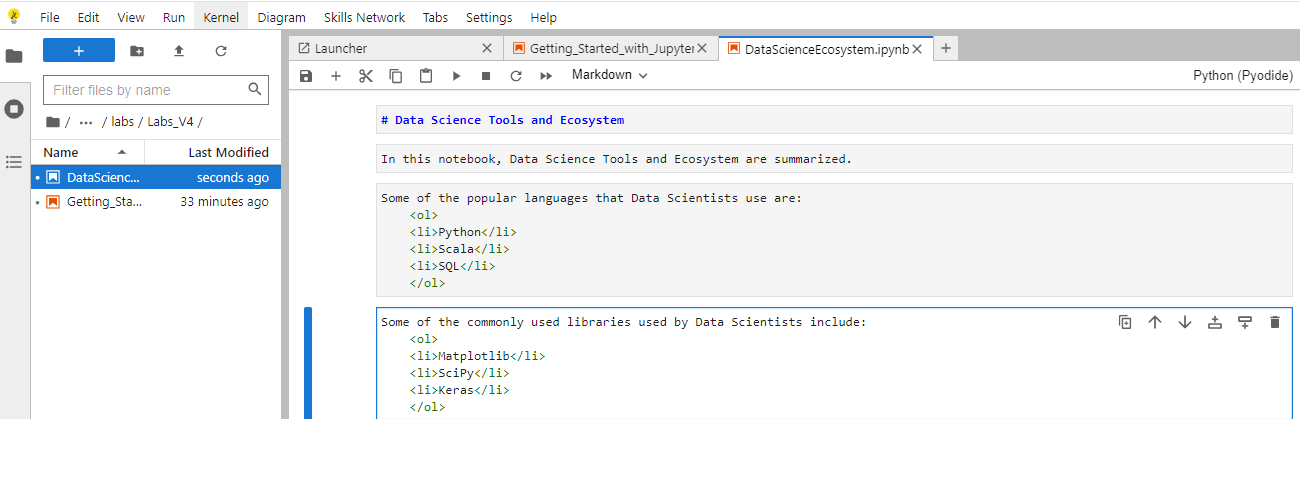 File Edit View Run Kernel Diagram Skills Network Tabs Settings Help
+
Filter files by name
/ ... / labs / Labs_V4 /
Name Last Modified
DataScienc... seconds ago
Getting_Sta... 33 minutes ago
Launcher Getting_Started_with_Jupyter DataScienceEcosystem.ipynb
Markdown Python (Pyodide)
# Data Science Tools and Ecosystem
In this notebook, Data Science Tools and Ecosystem are summarized.
Some of the popular languages that Data Scientists use are:
<ol>
<li>Python</li>
<li>Scala</li>
<li>SQL</li>
</ol>
Some of the commonly used libraries used by Data Scientists include:
<ol>
<li>Matplotlib</li>
<li>SciPy</li>
<li>Keras</li>
</ol>